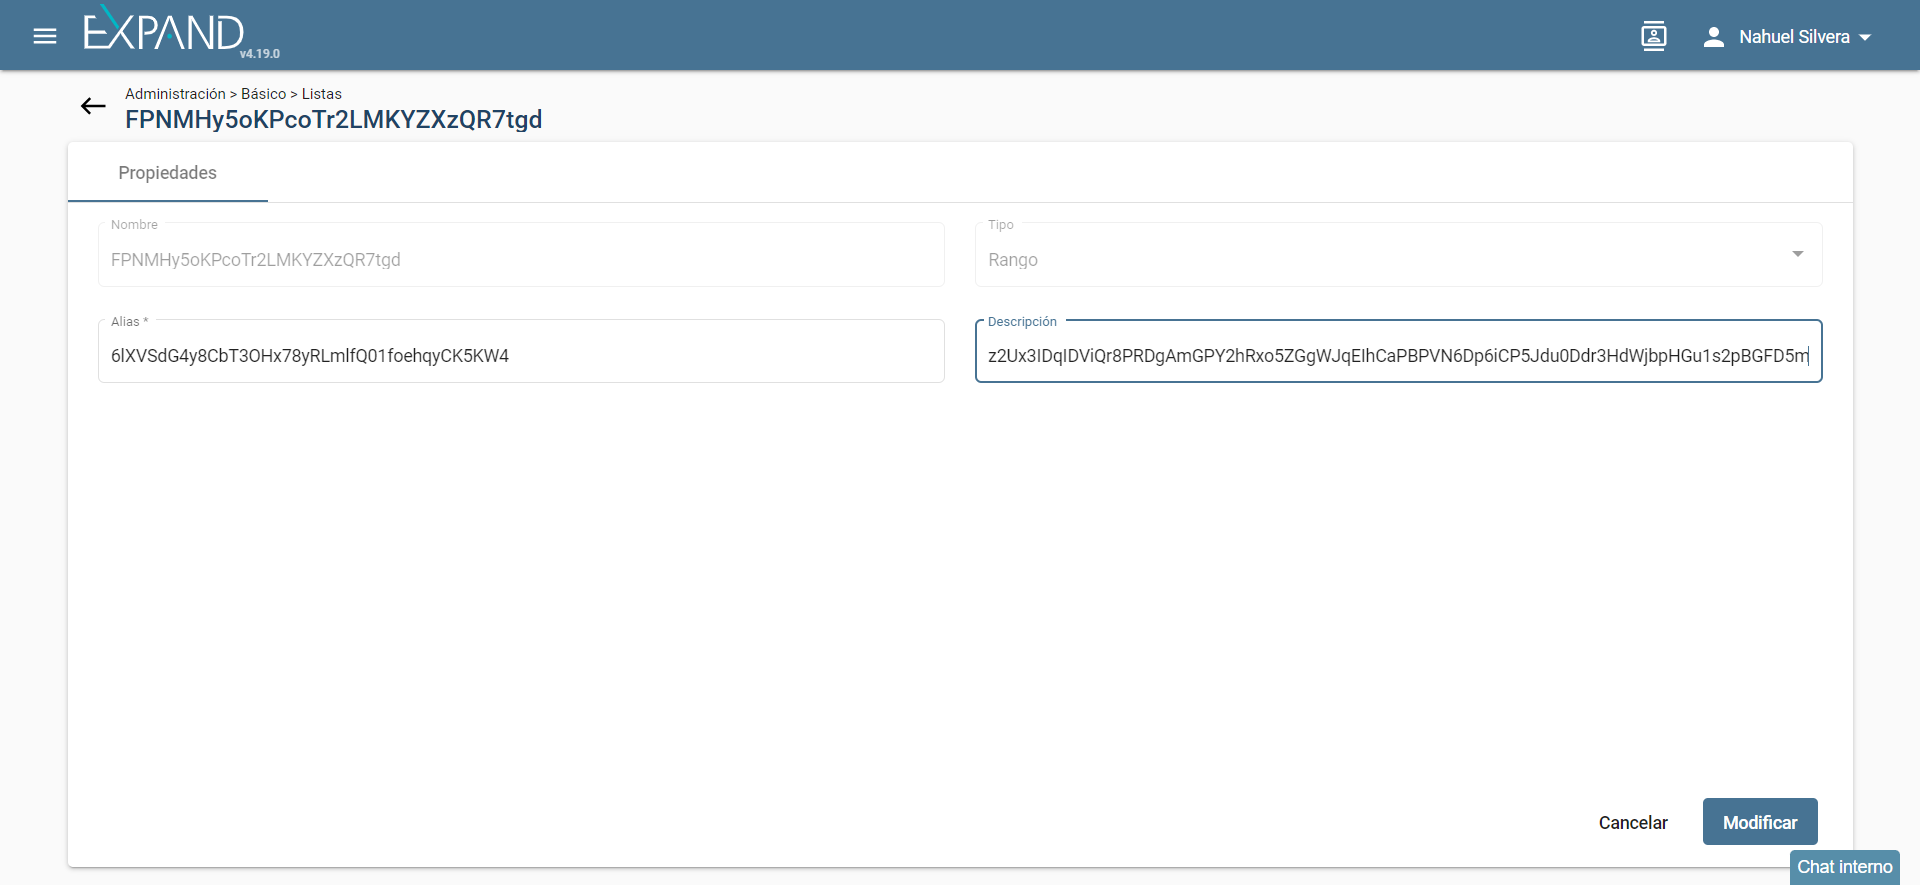 EXPAND
v4.19.0
Nahuel Silvera
Administración > Básico > Listas
FPNMHy5oKPcoTr2LMKYZXzQR7tgd
Propiedades
Nombre
FPNMHy5oKPcoTr2LMKYZXzQR7tgd
Tipo
Rango
Alias *
6lXVSdG4y8CbT3OHx78yRLmlfQ01foehqyCK5KW4
Descripción
z2Ux3IDqIDViQr8PRDgAmGPY2hRxo5ZGgWJqEIhCaPBPVN6Dp6iCP5Jdu0Ddr3HdWjbpHGu1s2pBGFD5m
Cancelar
Modificar
Chat interno